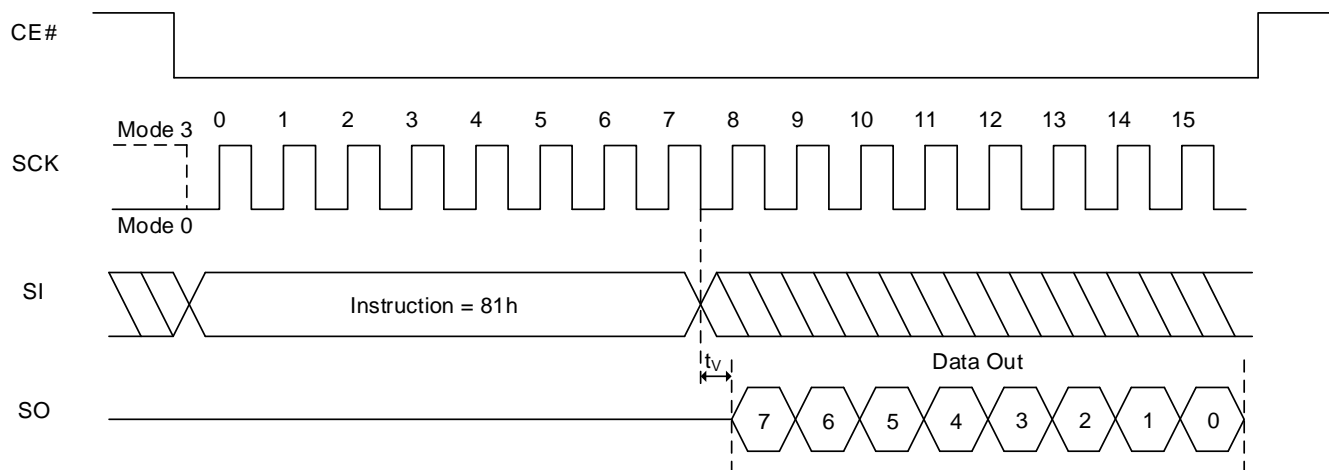 CE#
0 1 2 3 4 5 6 7 8 9 10 11 12 13 14 15
Mode 3
SCK
Mode 0
SI
Instruction = 81h
tV
Data Out
SO
7 6 5 4 3 2 1 0